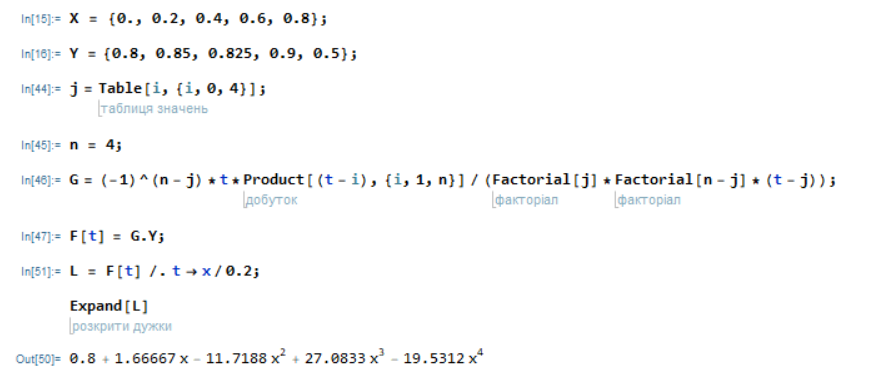 In[15]:= X = {0., 0.2, 0.4, 0.6, 0.8};
In[16]:= Y = {0.8, 0.85, 0.825, 0.9, 0.5};
In[44]:= j = Table[i, {i, 0, 4}];
таблиця значень
In[45]:= n = 4;
In[46]:= G = (-1)^(n - j) * t * Product[(t - i), {i, 1, n}] / (Factorial[j] * Factorial[n - j] * (t - j));
добуток факторіал факторіал
In[47]:= F[t] = G.Y;
In[51]:= L = F[t] /. t → x / 0.2;
Expand[L]
розкрити дужки
Out[50]= 0.8 + 1.66667 x - 11.7188 x² + 27.0833 x³ - 19.5312 x⁴